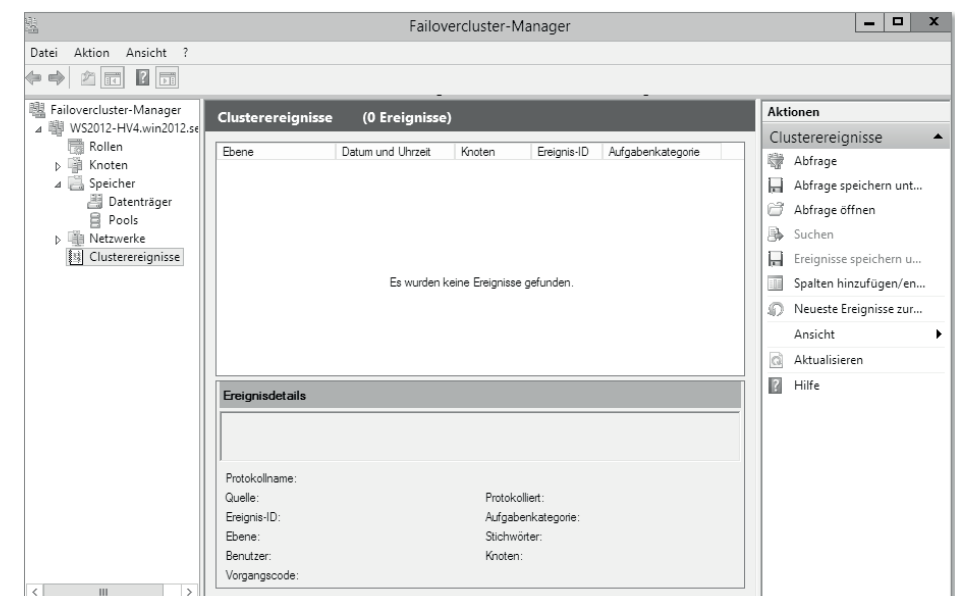 Failovercluster-Manager
Datei Aktion Ansicht ?
Failovercluster-Manager
WS2012-HV4.win2012.se
Rollen
Knoten
Speicher
Datenträger
Pools
Netzwerke
Clusterereignisse
Clusterereignisse (0 Ereignisse)
Ebene Datum und Uhrzeit Knoten Ereignis-ID Aufgabenkategorie
Es wurden keine Ereignisse gefunden.
Ereignisdetails
Protokollname:
Quelle: Protokolliert:
Ereignis-ID: Aufgabenkategorie:
Ebene: Stichwörter:
Benutzer: Knoten:
Vorgangscode:
Aktionen
Clusterereignisse
Abfrage
Abfrage speichern unt...
Abfrage öffnen
Suchen
Ereignisse speichern u...
Spalten hinzufügen/en...
Neueste Ereignisse zur...
Ansicht
Aktualisieren
Hilfe